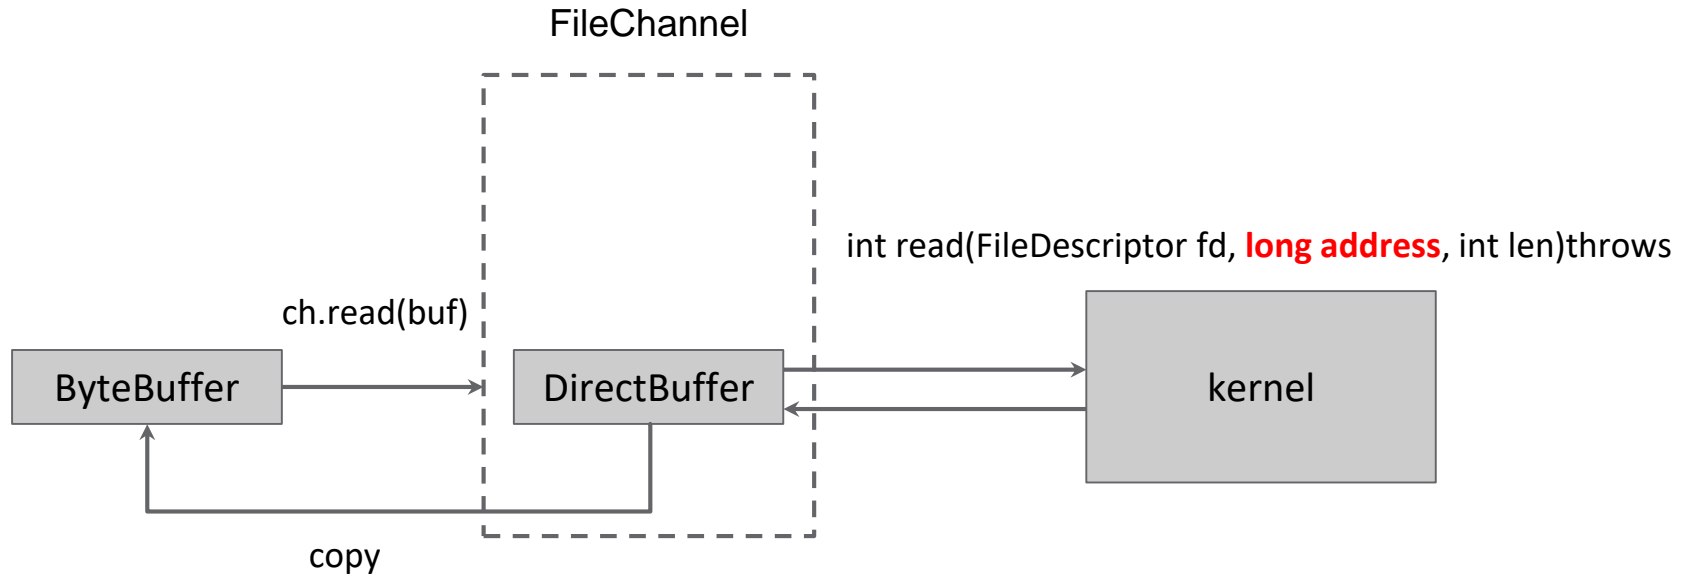 FileChannel
int read(FileDescriptor fd, long address, int len)throws
ch.read(buf)
ByteBuffer
DirectBuffer
kernel
copy